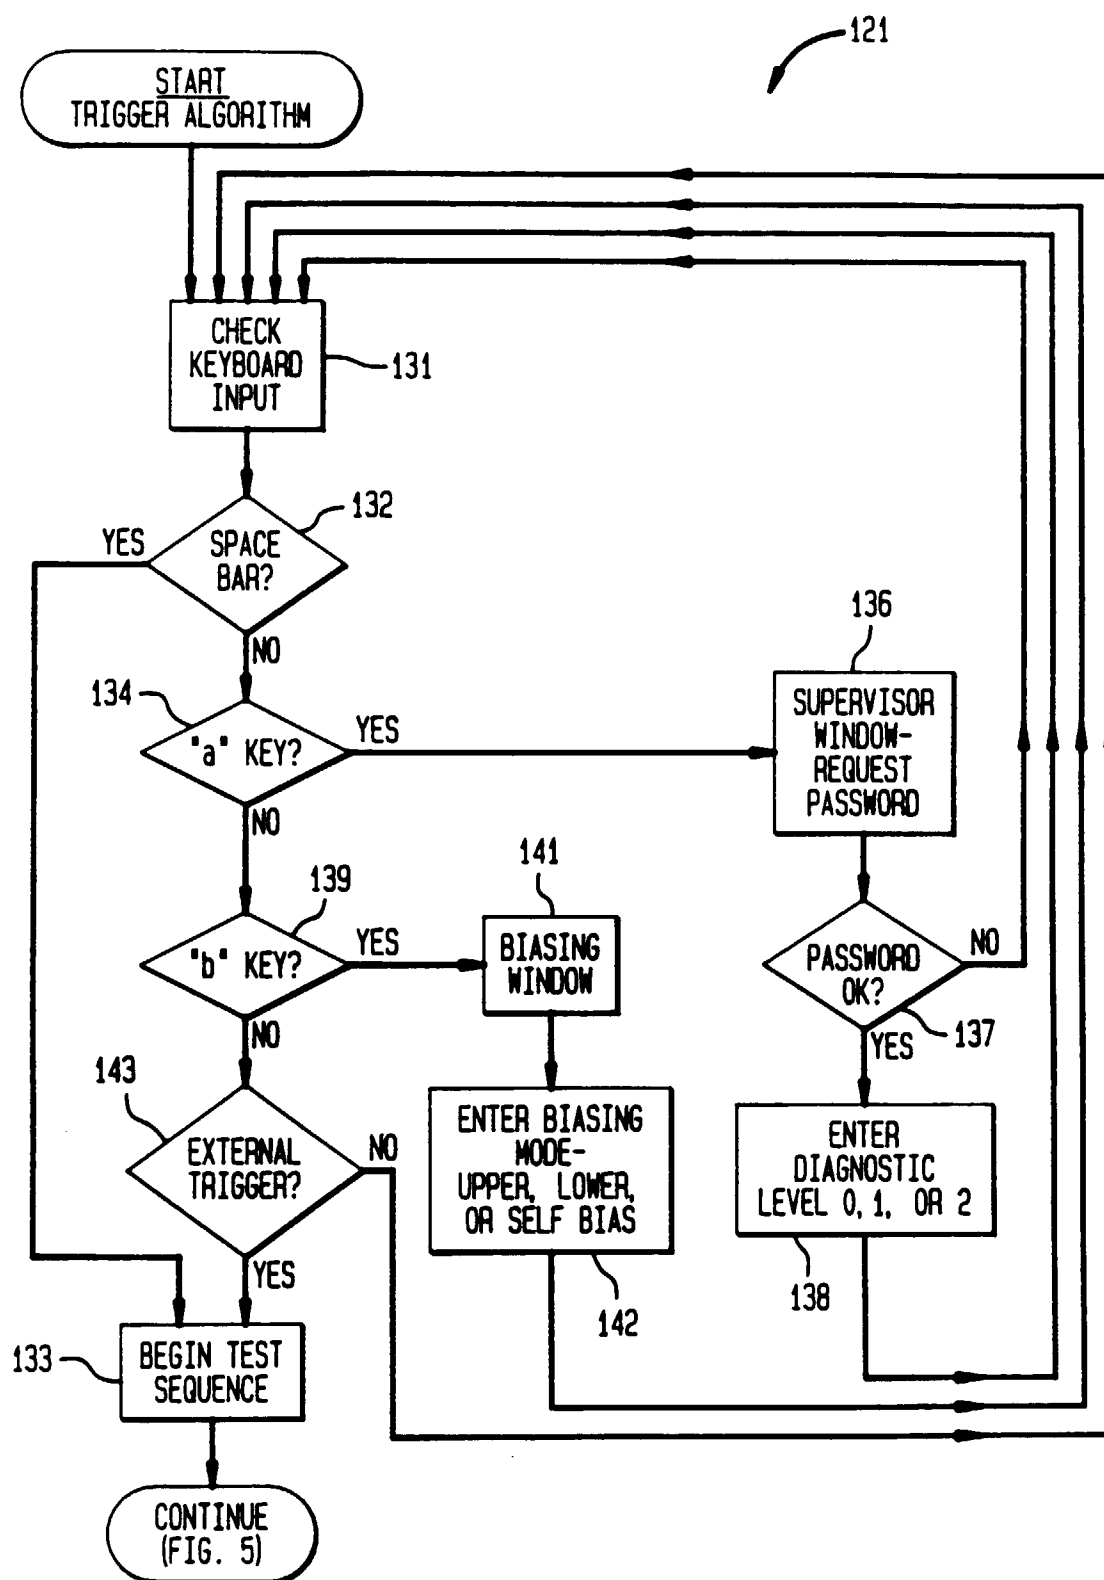 121
START
TRIGGER ALGORITHM
CHECK
KEYBOARD
INPUT
131
132
YES
SPACE
BAR?
NO
134
"a" KEY?
YES
NO
136
SUPERVISOR
WINDOW-
REQUEST
PASSWORD
139
"b" KEY?
YES
NO
141
BIASING
WINDOW
PASSWORD
OK?
NO
137
YES
143
EXTERNAL
TRIGGER?
NO
YES
ENTER BIASING
MODE-
UPPER, LOWER,
OR SELF BIAS
142
ENTER
DIAGNOSTIC
LEVEL 0, 1, OR 2
138
133
BEGIN TEST
SEQUENCE
CONTINUE
(FIG. 5)